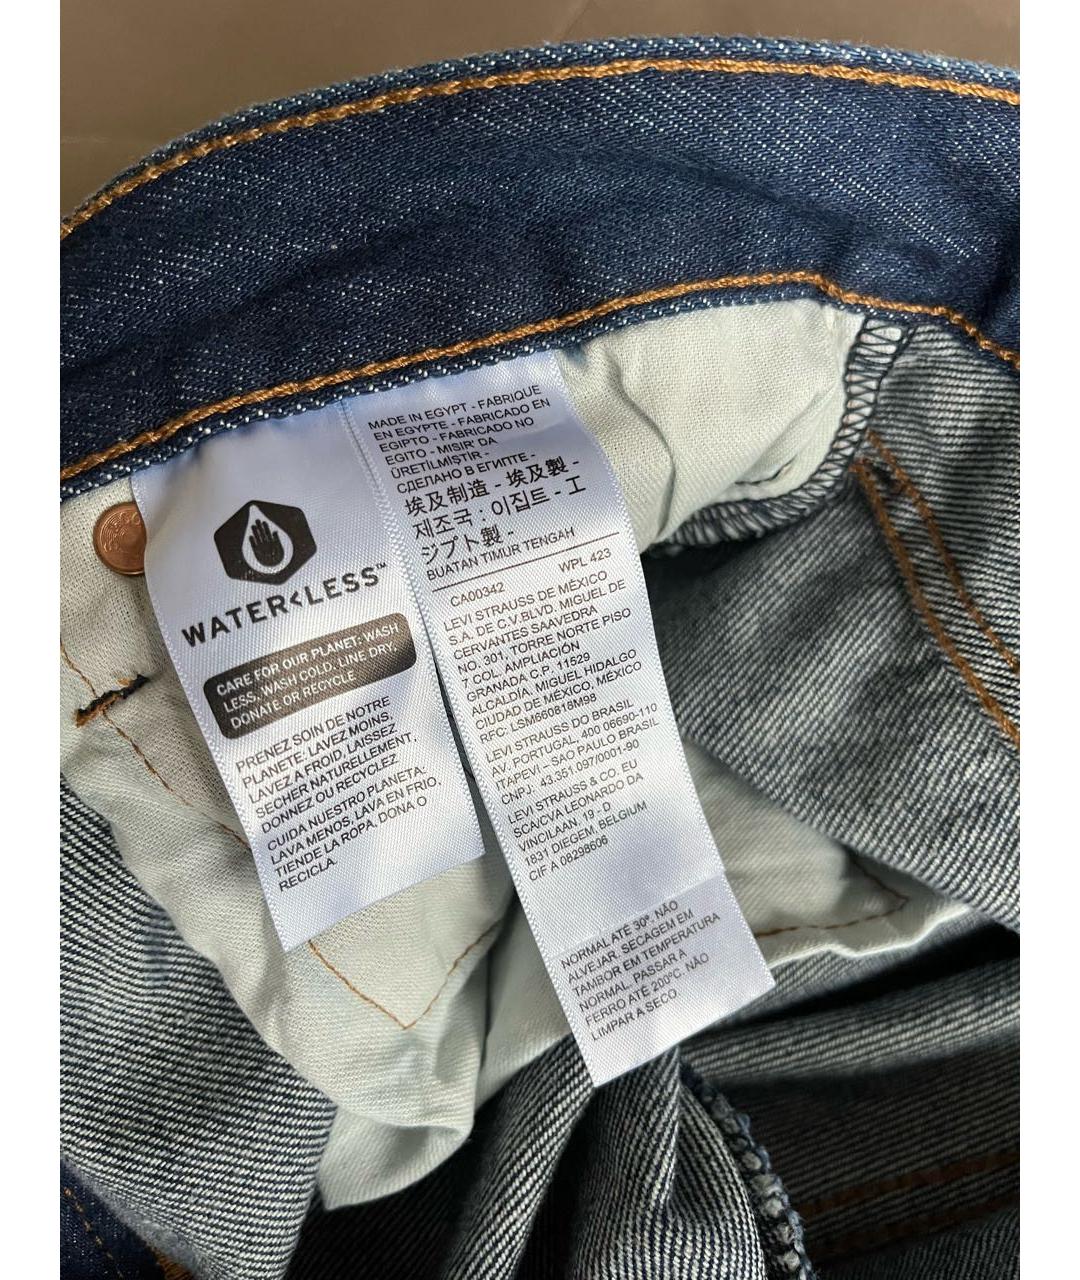 WATER<LESS™
CARE FOR OUR PLANET: WASH
LESS, WASH COLD, LINE DRY,
DONATE OR RECYCLE
PRENEZ SOIN DE NOTRE
PLANÈTE, LAVEZ MOINS,
LAVEZ A FROID, LAISSEZ
SÉCHER NATURELLEMENT,
DONNEZ OU RECYCLEZ
CUIDA NUESTRO PLANETA,
LAVA MENOS, LAVA EN FRIO,
TIENDE LA ROPA, DONA O
RECICLA.
MADE IN EGYPT - FABRIQUE
EN EGYPTE - FABRICADO EN
EGIPTO - FABRICADO NO
EGITO - MISIR' DA
ÜRETİLMİŞTİR -
СДЕЛАНО В ЕГИПТЕ -
埃及制造 - 埃及製 -
제조국 : 이집트 - エ
ジプト製 -
BUATAN TIMUR TENGAH
CA00342 WPL 423
LEVI STRAUSS DE MÉXICO
S.A. DE C.V.BLVD. MIGUEL DE
CERVANTES SAAVEDRA
NO. 301, TORRE NORTE PISO
7 COL. AMPLIACIÓN
GRANADA C.P. 11529
ALCALDÍA, MIGUEL HIDALGO
CIUDAD DE MÉXICO, MÉXICO
RFC: LSM660818M98
LEVI STRAUSS DO BRASIL
AV. PORTUGAL, 400 06690-110
ITAPEVI – SAO PAULO BRASIL
CNPJ: 43.351.097/0001-90
LEVI STRAUSS & CO. EU
SCA/CVA LEONARDO DA
VINCILAAN, 19 - D
1831 DIEGEM, BELGIUM
CIF A 08298606
NORMAL ATÉ 30º. NÃO
ALVEJAR. SECAGEM EM
TAMBOR EM TEMPERATURA
NORMAL. PASSAR A
FERRO ATÉ 200ºC. NÃO
LIMPAR A SECO